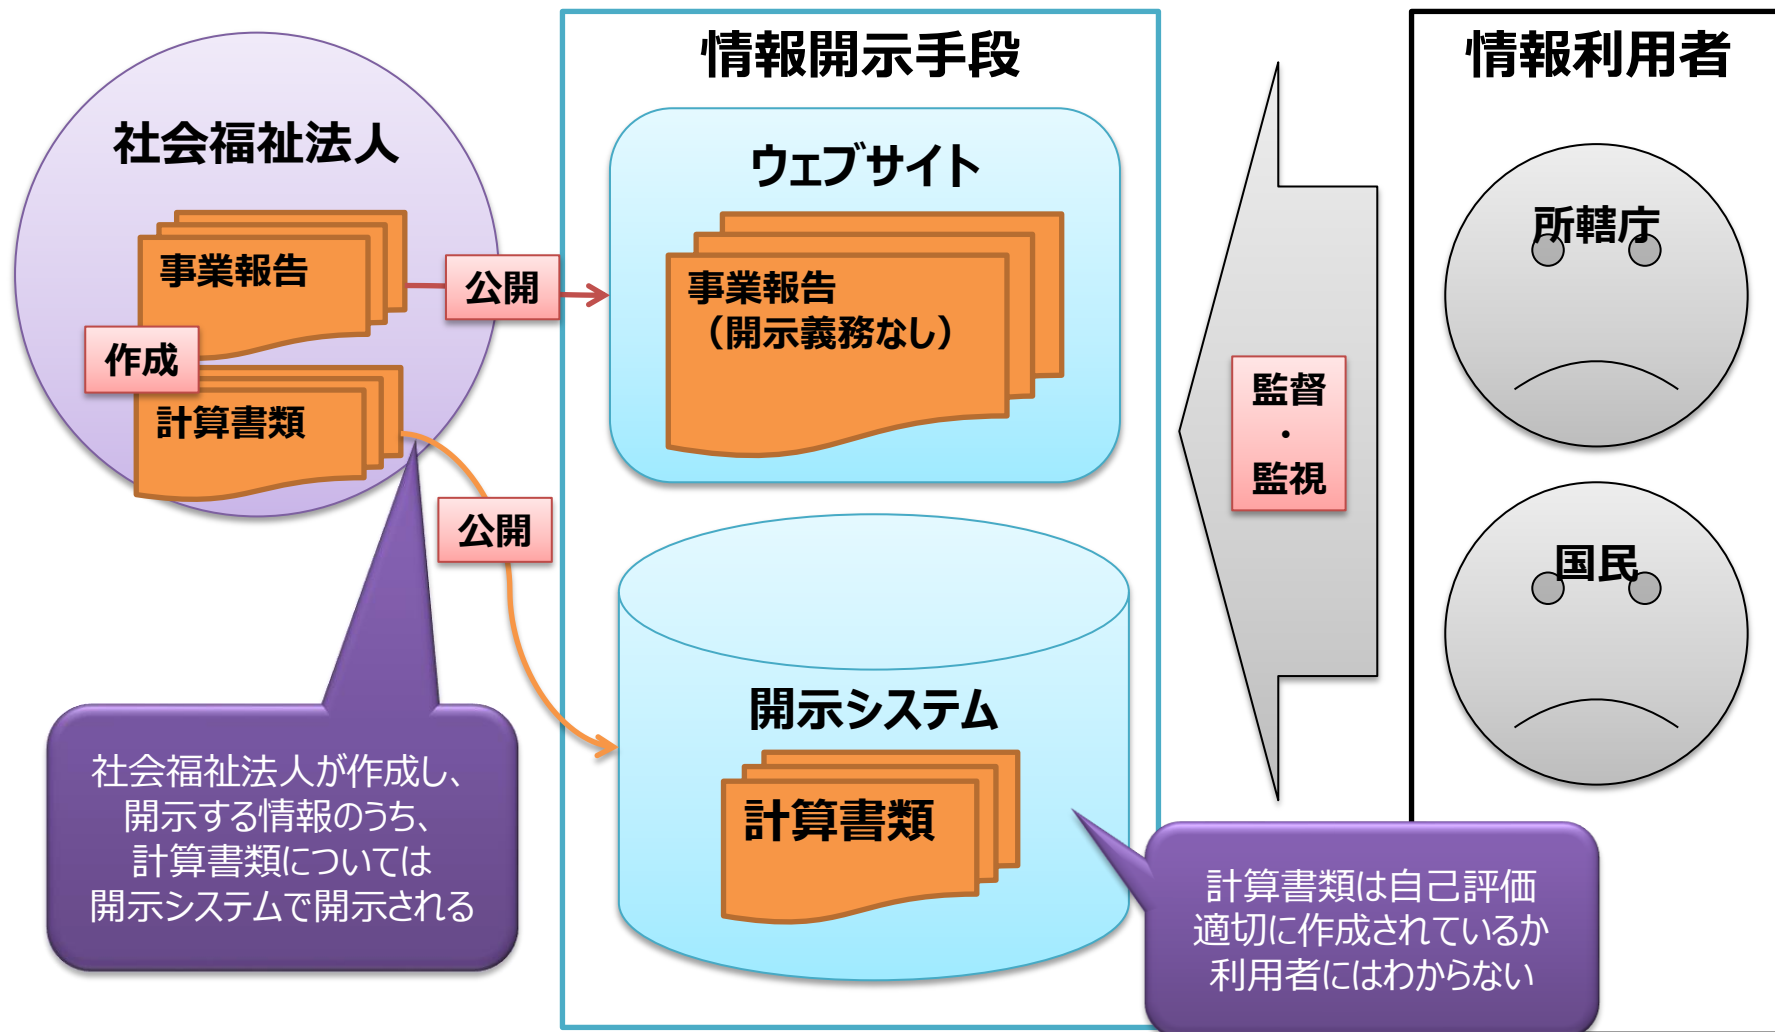 社会福祉法人
事業報告
作成
計算書類
公開
公開
社会福祉法人が作成し、
開示する情報のうち、
計算書類については
開示システムで開示される
情報開示手段
ウェブサイト
事業報告
（開示義務なし）
開示システム
計算書類
計算書類は自己評価
適切に作成されているか
利用者にはわからない
監督
・
監視
情報利用者
所轄庁
国民